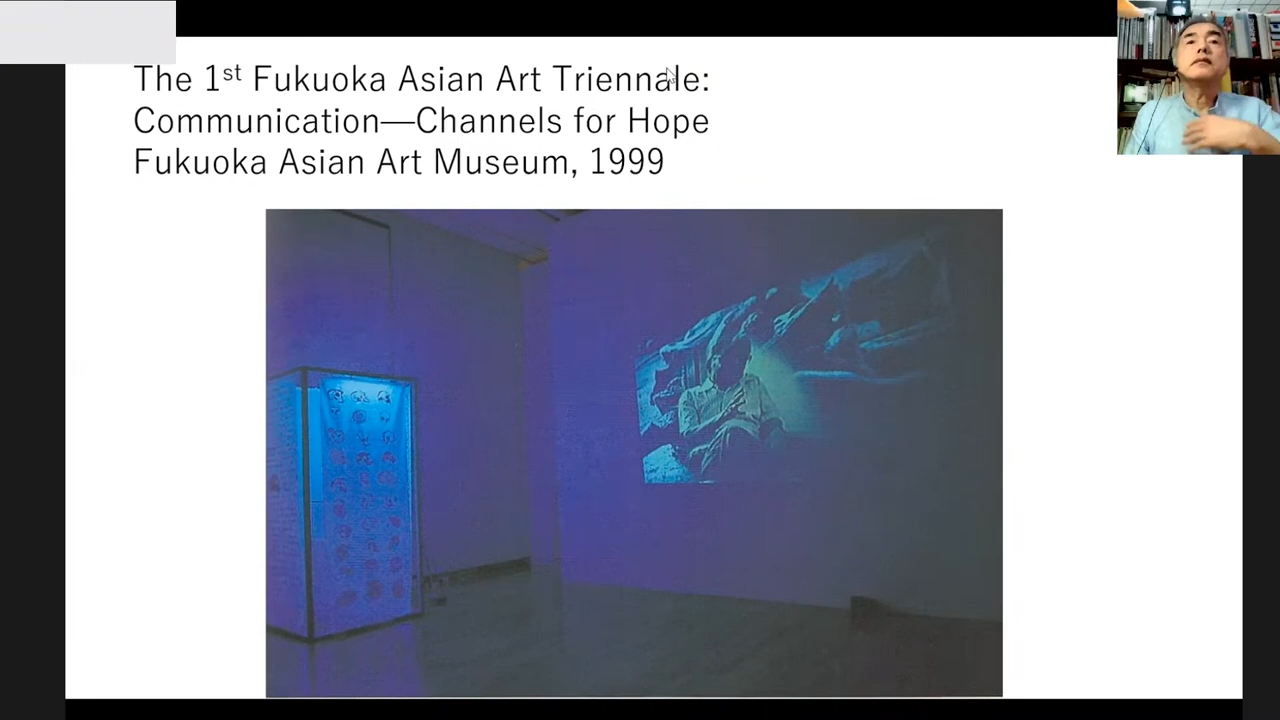 The 1st Fukuoka Asian Art Triennale:
Communication—Channels for Hope
Fukuoka Asian Art Museum, 1999